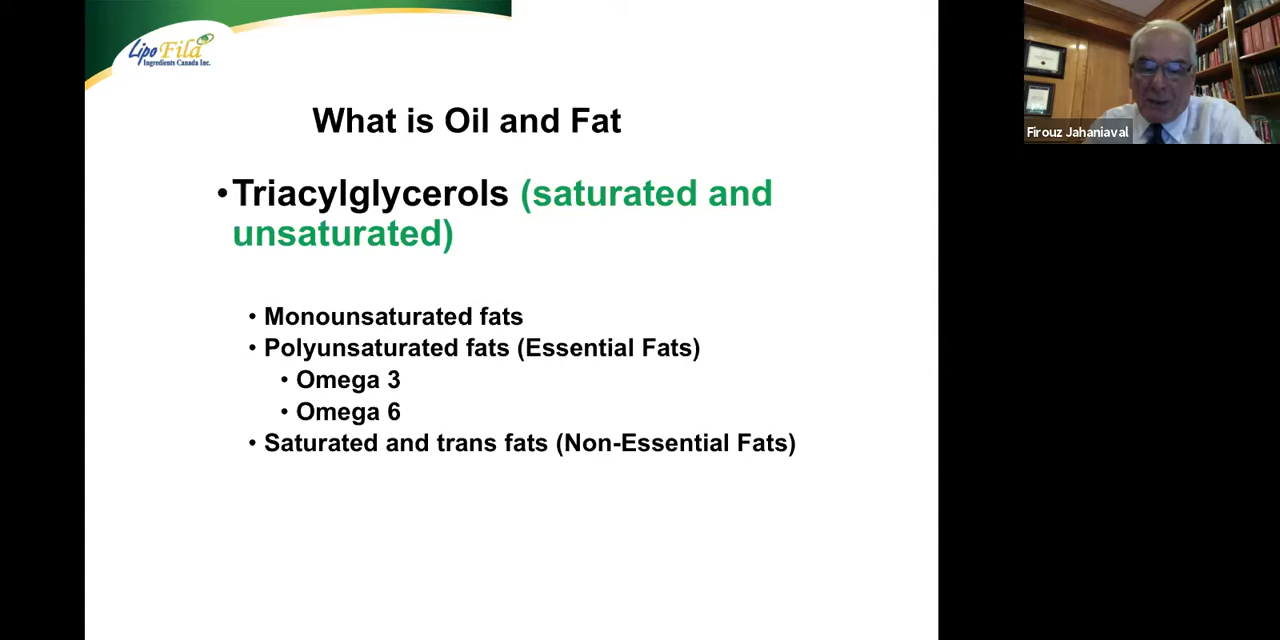 Lipo Fila
Ingredients Canada Inc.
What is Oil and Fat
•Triacylglycerols (saturated and
unsaturated)
• Monounsaturated fats
• Polyunsaturated fats (Essential Fats)
• Omega 3
• Omega 6
• Saturated and trans fats (Non-Essential Fats)
Firouz Jahaniaval